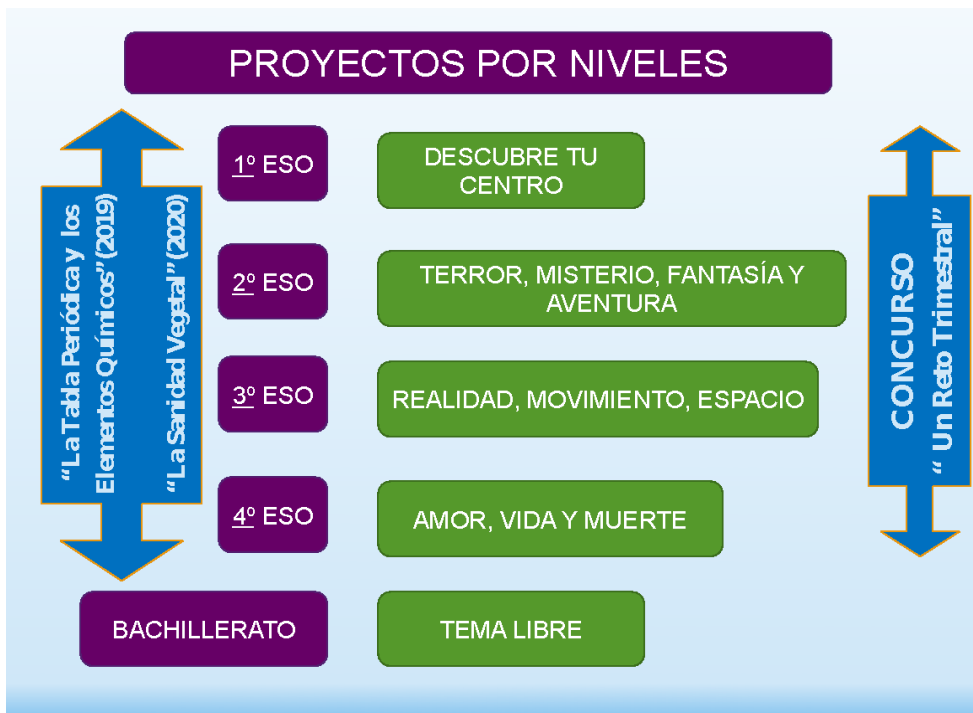 PROYECTOS POR NIVELES
“La Tabla Periódica y los
Elementos Químicos” (2019)
“La Sanidad Vegetal” (2020)
1º ESO
DESCUBRE TU
CENTRO
2º ESO
TERROR, MISTERIO, FANTASÍA Y
AVENTURA
3º ESO
REALIDAD, MOVIMIENTO, ESPACIO
4º ESO
AMOR, VIDA Y MUERTE
BACHILLERATO
TEMA LIBRE
CONCURSO
“ Un Reto Trimestral”